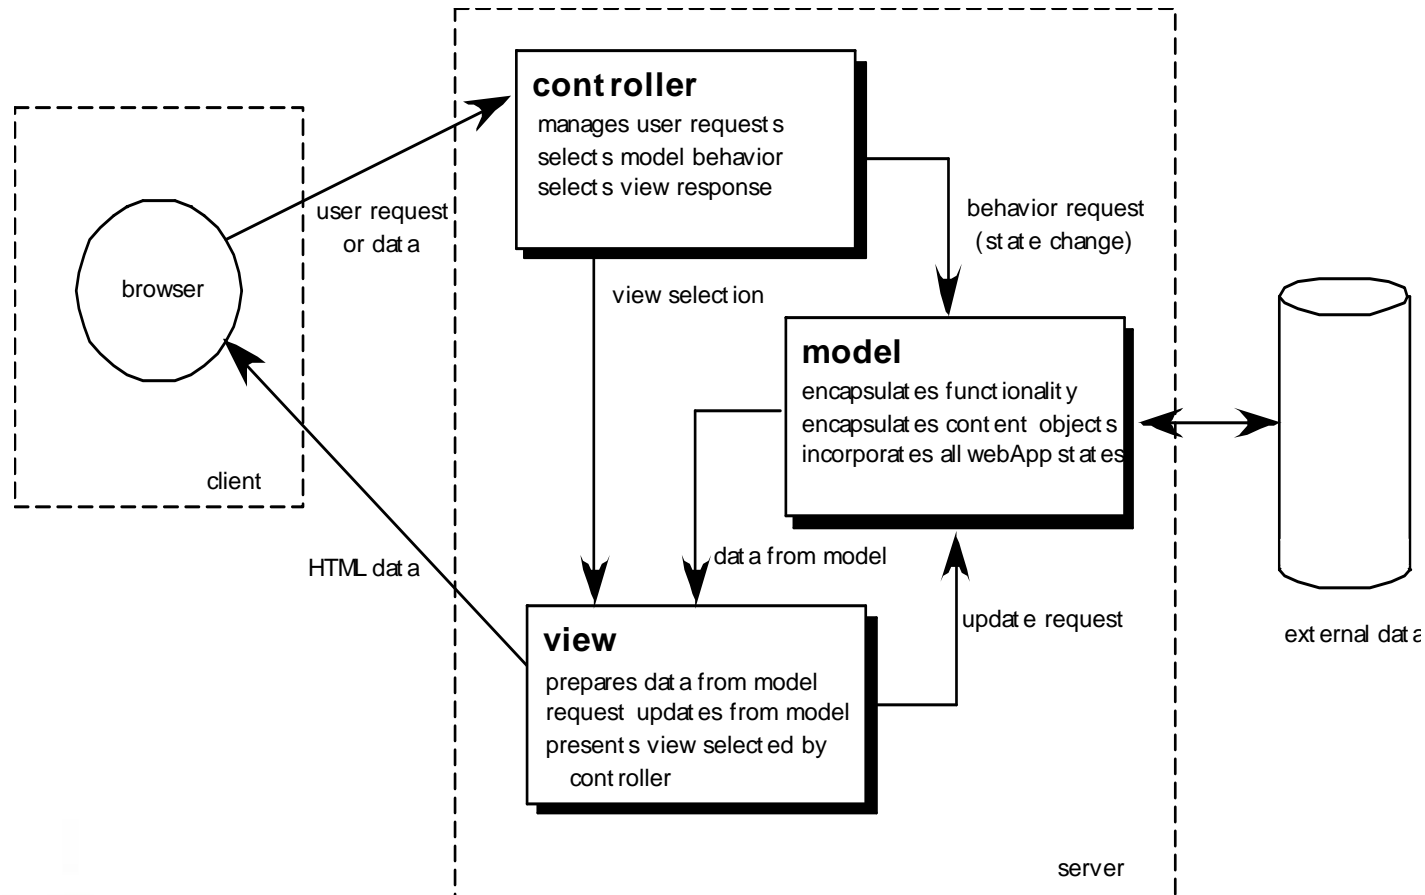 controller
manages user requests
selects model behavior
selects view response
user request
or data
behavior request
(state change)
browser
view selection
model
encapsulates functionality
encapsulates content objects
incorporates all webApp states
client
data from model
HTML data
update request
view
prepares data from model
request updates from model
presents view selected by
controller
external data
server